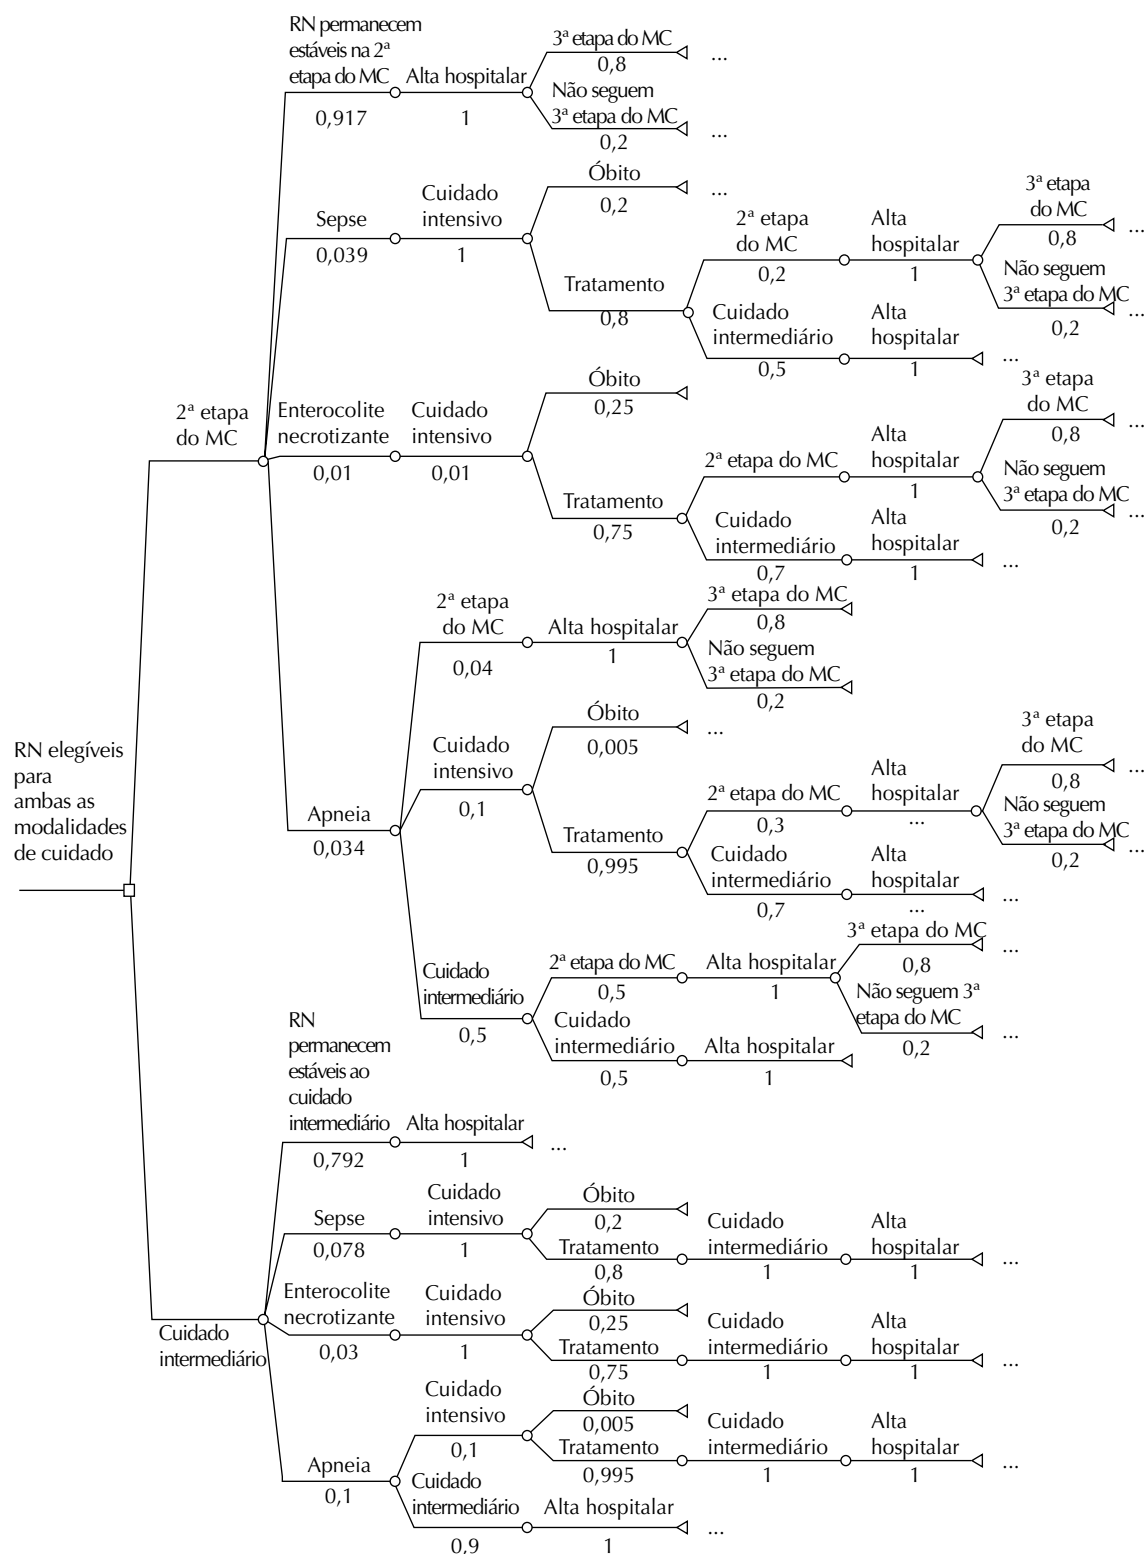 RN elegíveis
para
ambas as
modalidades
de cuidado
2ª etapa
do MC
RN permanecem
estáveis na 2ª
etapa do MC
0,917
Alta hospitalar
1
3ª etapa do MC
0,8
...
Não seguem
3ª etapa do MC
0,2
...
Sepse
0,039
Cuidado
intensivo
1
Óbito
0,2
...
Tratamento
0,8
2ª etapa
do MC
0,2
Alta
hospitalar
1
3ª etapa
do MC
0,8
...
Não seguem
3ª etapa do MC
0,2
...
Cuidado
intermediário
0,5
Alta
hospitalar
1
...
Enterocolite
necrotizante
0,01
Cuidado
intensivo
0,01
Óbito
0,25
Tratamento
0,75
2ª etapa do MC
Alta
hospitalar
1
3ª etapa
do MC
0,8
...
Não seguem
3ª etapa do MC
0,2
...
Cuidado
intermediário
0,7
Alta
hospitalar
1
...
Apneia
0,034
2ª etapa
do MC
0,04
Alta hospitalar
1
3ª etapa do MC
0,8
Não seguem
3ª etapa do MC
0,2
Cuidado
intensivo
0,1
Óbito
0,005
...
Tratamento
0,995
2ª etapa do MC
0,3
Alta
hospitalar
...
3ª etapa
do MC
0,8
...
Não seguem
3ª etapa do MC
0,2
...
Cuidado
intermediário
0,7
Alta
hospitalar
...
...
Cuidado
intermediário
0,5
2ª etapa do MC
0,5
Alta hospitalar
1
3ª etapa do MC
0,8
...
Não seguem 3ª
etapa do MC
0,2
...
Cuidado
intermediário
0,5
Alta hospitalar
1
Cuidado
intermediário
RN
permanecem
estáveis ao
cuidado
intermediário
0,792
Alta hospitalar
1
...
Sepse
0,078
Cuidado
intensivo
1
Óbito
0,2
Tratamento
0,8
Cuidado
intermediário
1
Alta
hospitalar
1
...
Enterocolite
necrotizante
0,03
Cuidado
intensivo
1
Óbito
0,25
Tratamento
0,75
Cuidado
intermediário
1
Alta
hospitalar
1
...
Apneia
0,1
Cuidado
intensivo
0,1
Óbito
0,005
Tratamento
0,995
Cuidado
intermediário
1
Alta
hospitalar
1
...
Cuidado
intermediário
0,9
Alta hospitalar
1
...